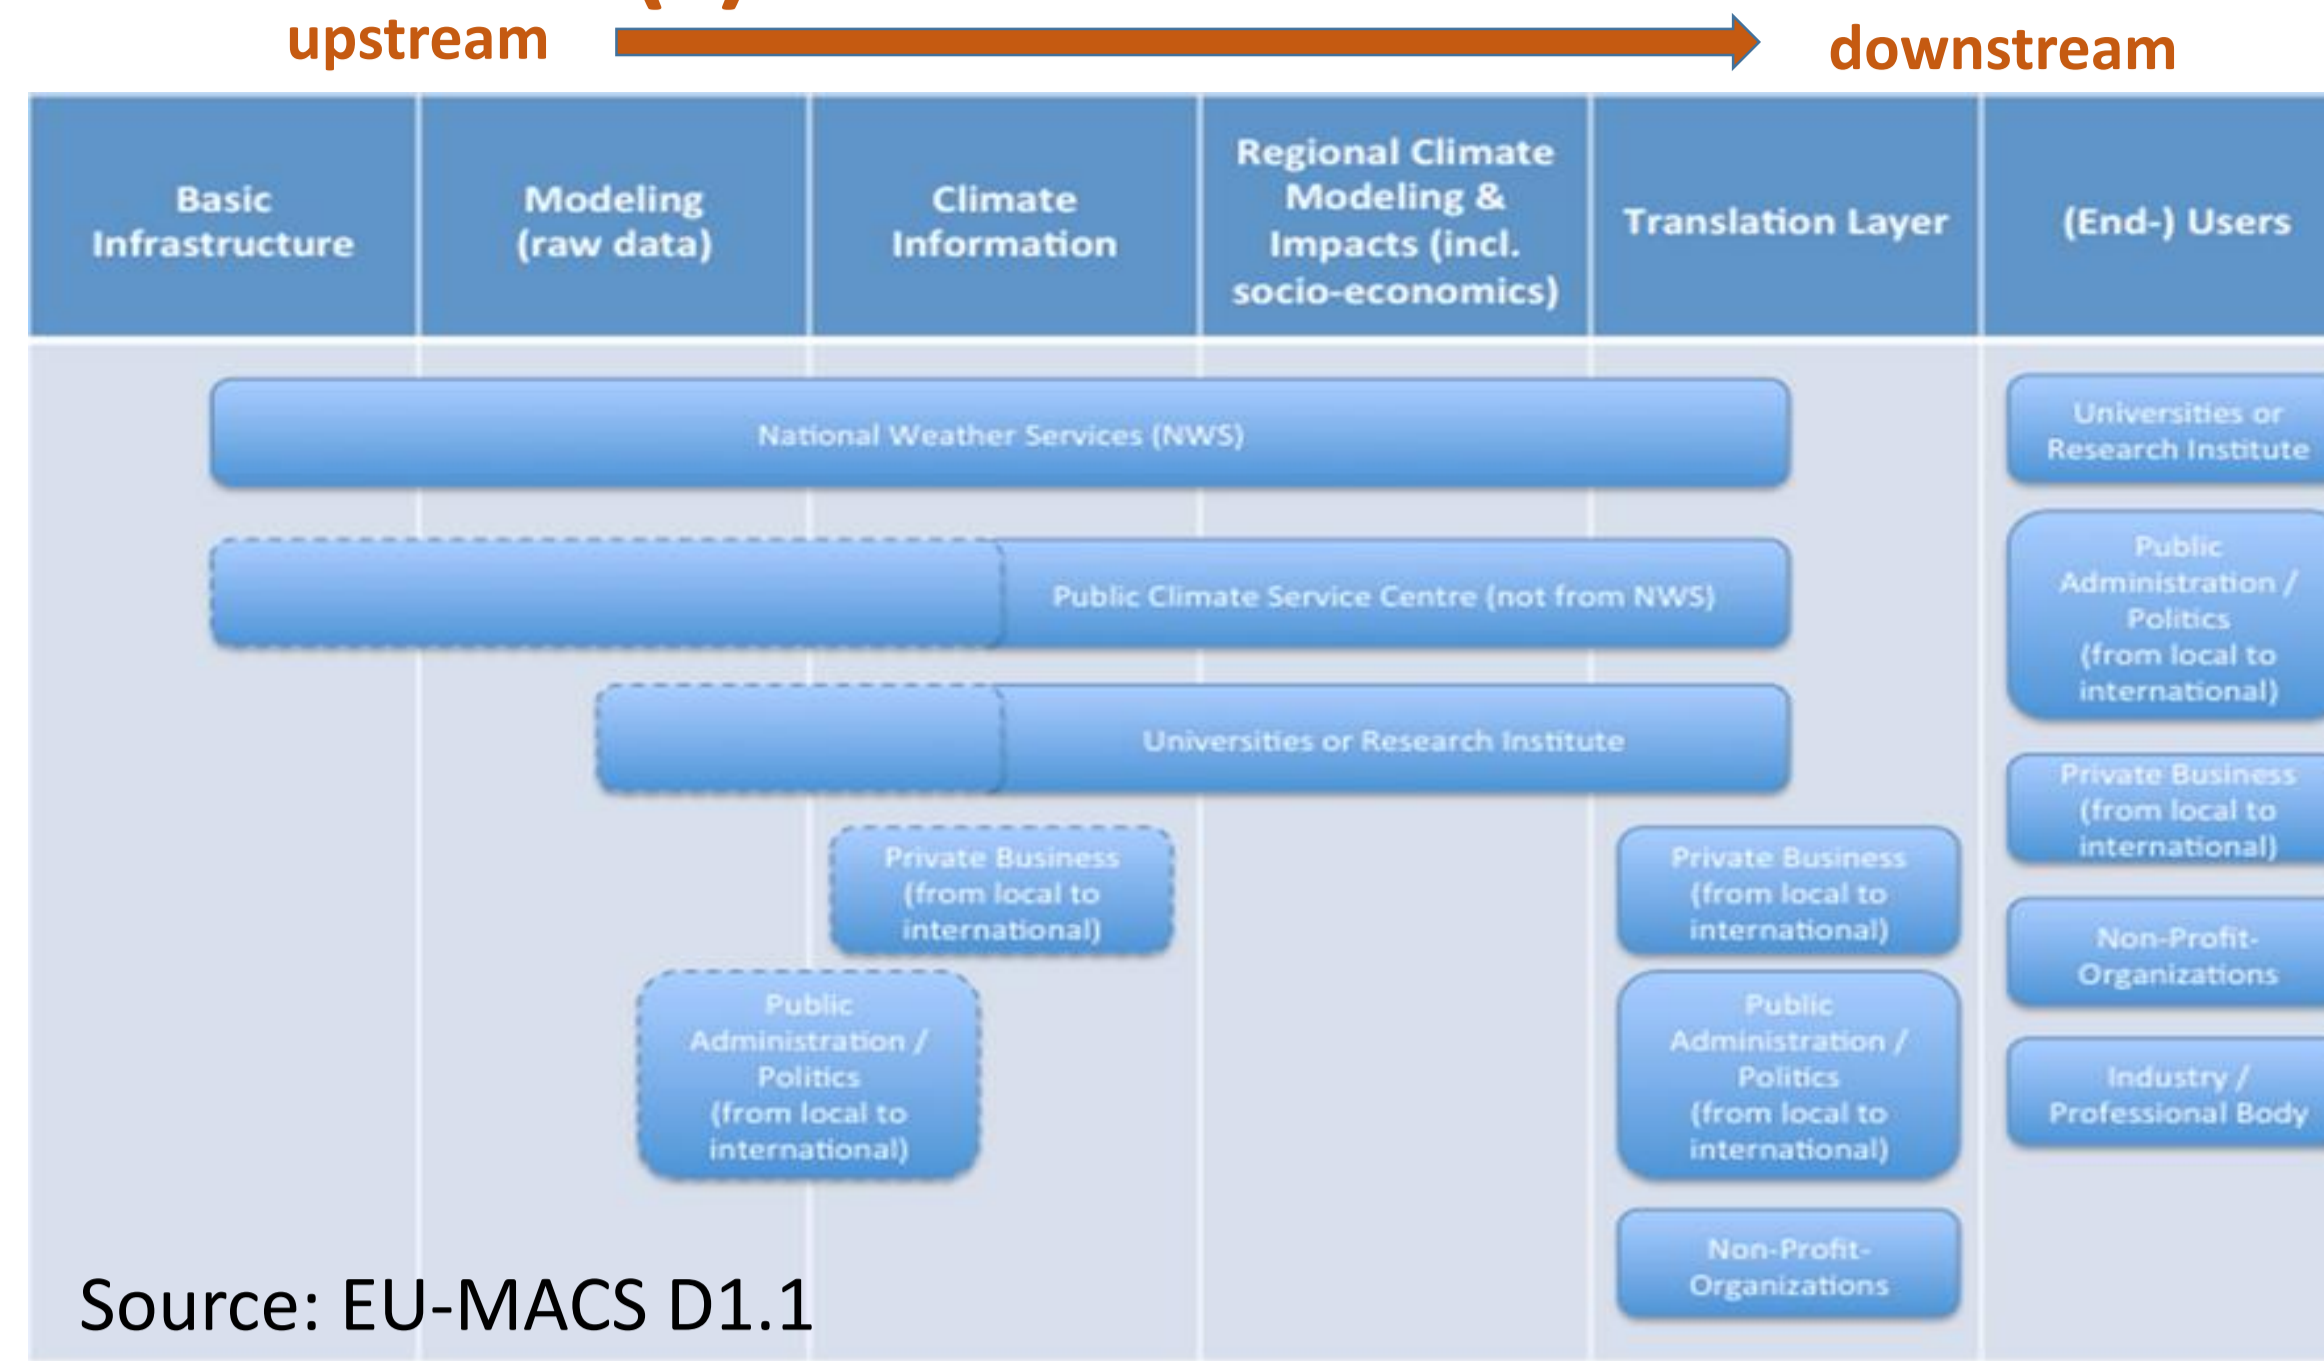 upstream
downstream
Basic
Infrastructure
Modeling
(raw data)
Climate
Information
Regional Climate
Modeling &
Impacts (incl.
socio-economics)
Translation Layer
(End-) Users
National Weather Services (NWS)
Public Climate Service Centre (not from NWS)
Universities or Research Institute
Private Business
(from local to
international)
Public
Administration /
Politics
(from local to
international)
Private Business
(from local to
international)
Public
Administration /
Politics
(from local to
international)
Non-Profit-
Organizations
Universities or
Research Institute
Public
Administration /
Politics
(from local to
international)
Private Business
(from local to
international)
Non-Profit-
Organizations
Industry /
Professional Body
Source: EU-MACS D1.1